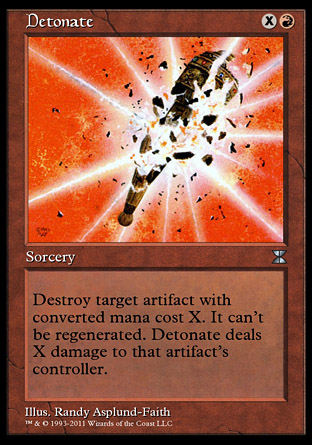 Detonate X
Sorcery
Destroy target artifact with
converted mana cost X. It can't
be regenerated. Detonate deals
X damage to that artifact's
controller.
Illus. Randy Asplund-Faith
™ & © 1993-2011 Wizards of the Coast LLC